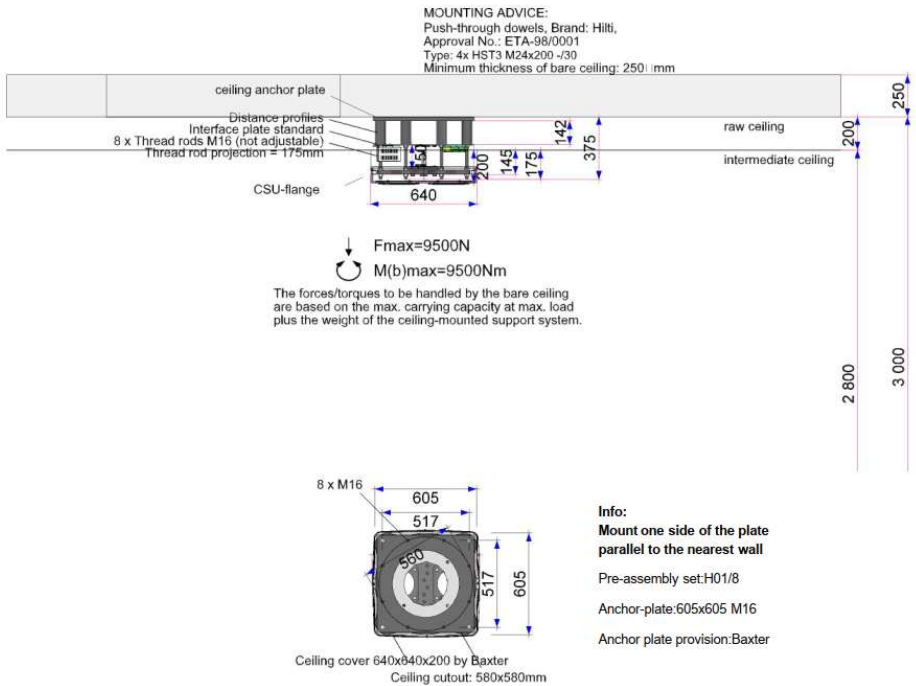 MOUNTING ADVICE:
Push-through dowels, Brand: Hilti,
Approval No.: ETA-98/0001
Type: 4x HST3 M24x200 -/30
Minimum thickness of bare ceiling: 250 mm
ceiling anchor plate
250
Distance profiles
Interface plate standard
8 x Thread rods M16 (not adjustable)
Thread rod projection = 175mm
142
375
raw ceiling
200
50
200
145
175
intermediate ceiling
CSU-flange
640
Fmax=9500N
M(b)max=9500Nm
The forces/torques to be handled by the bare ceiling
are based on the max. carrying capacity at max. load
plus the weight of the ceiling-mounted support system.
2 800
3 000
8 x M16
605
517
560
517
605
Ceiling cover 640x640x200 by Baxter
Ceiling cutout: 580x580mm
Info:
Mount one side of the plate
parallel to the nearest wall
Pre-assembly set:H01/8
Anchor-plate:605x605 M16
Anchor plate provision:Baxter